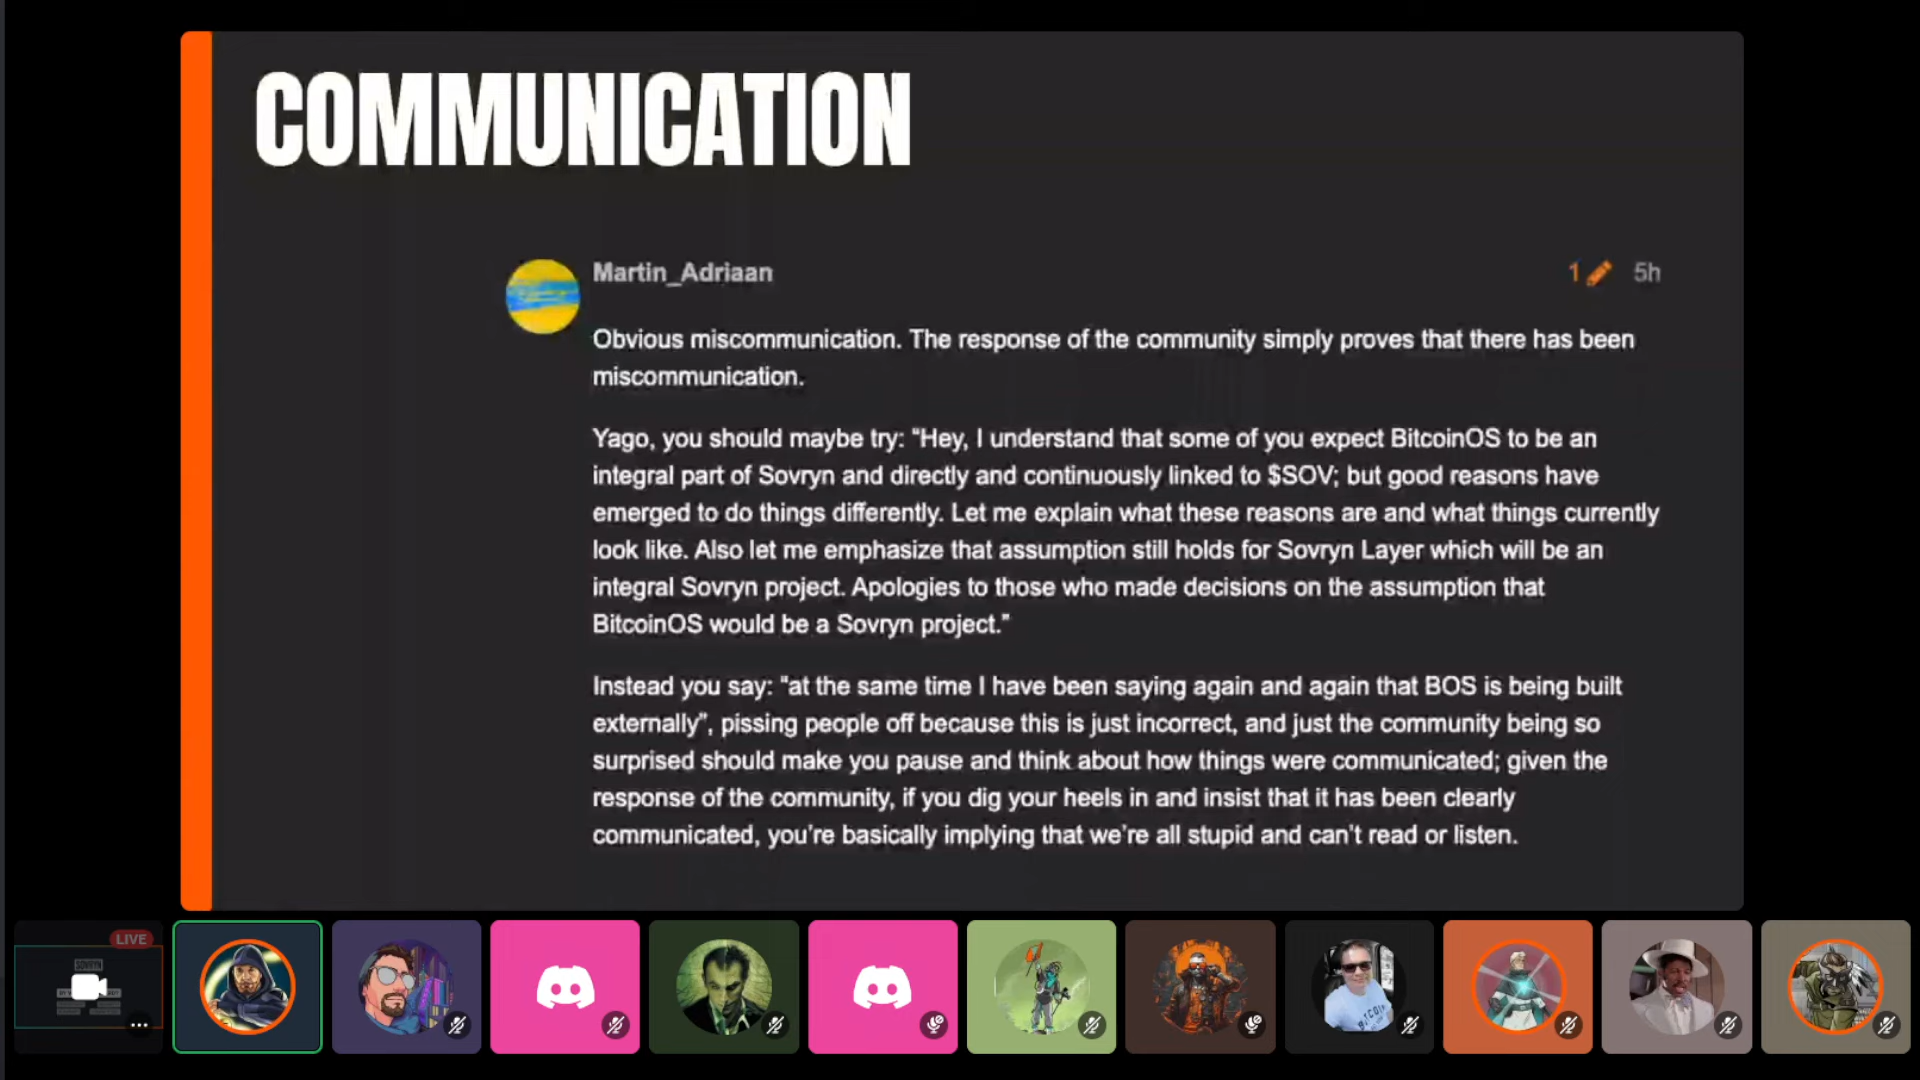 COMMUNICATION
Martin_Adriaan
1
5h
Obvious miscommunication. The response of the community simply proves that there has been
miscommunication.
Yago, you should maybe try: “Hey, I understand that some of you expect BitcoinOS to be an
integral part of Sovryn and directly and continuously linked to $SOV; but good reasons have
emerged to do things differently. Let me explain what these reasons are and what things currently
look like. Also let me emphasize that assumption still holds for Sovryn Layer which will be an
integral Sovryn project. Apologies to those who made decisions on the assumption that
BitcoinOS would be a Sovryn project.”
Instead you say: “at the same time I have been saying again and again that BOS is being built
externally”, pissing people off because this is just incorrect, and just the community being so
surprised should make you pause and think about how things were communicated; given the
response of the community, if you dig your heels in and insist that it has been clearly
communicated, you’re basically implying that we’re all stupid and can’t read or listen.
LIVE